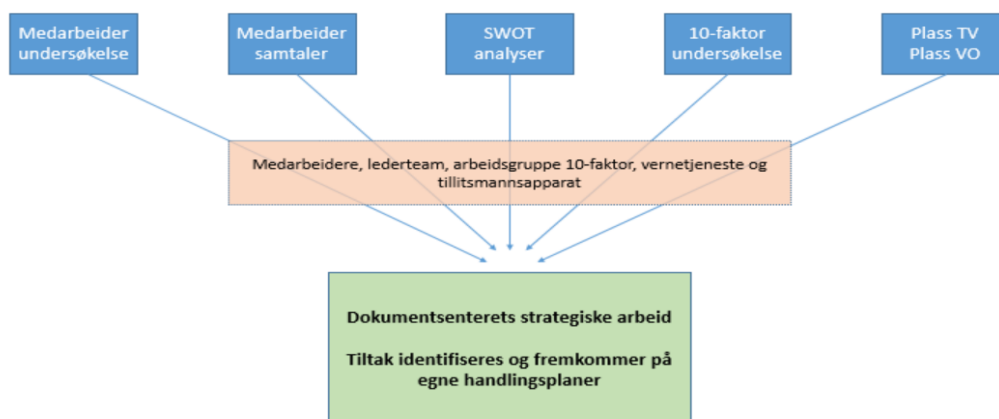 Medarbeider
undersøkelse
Medarbeider
samtaler
SWOT
analyser
10-faktor
undersøkelse
Plass TV
Plass VO
Medarbeidere, lederteam, arbeidsgruppe 10-faktor, vernetjeneste og
tillitsmannsapparat
Dokumentsenterets strategiske arbeid
Tiltak identifiseres og fremkommer på
egne handlingsplaner